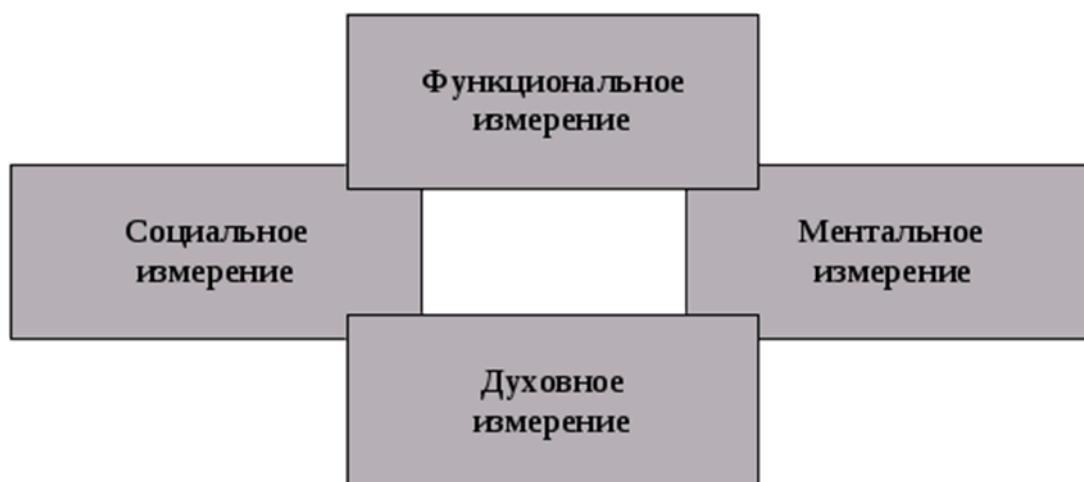 Функциональное
измерение
Социальное
измерение
Ментальное
измерение
Духовное
измерение